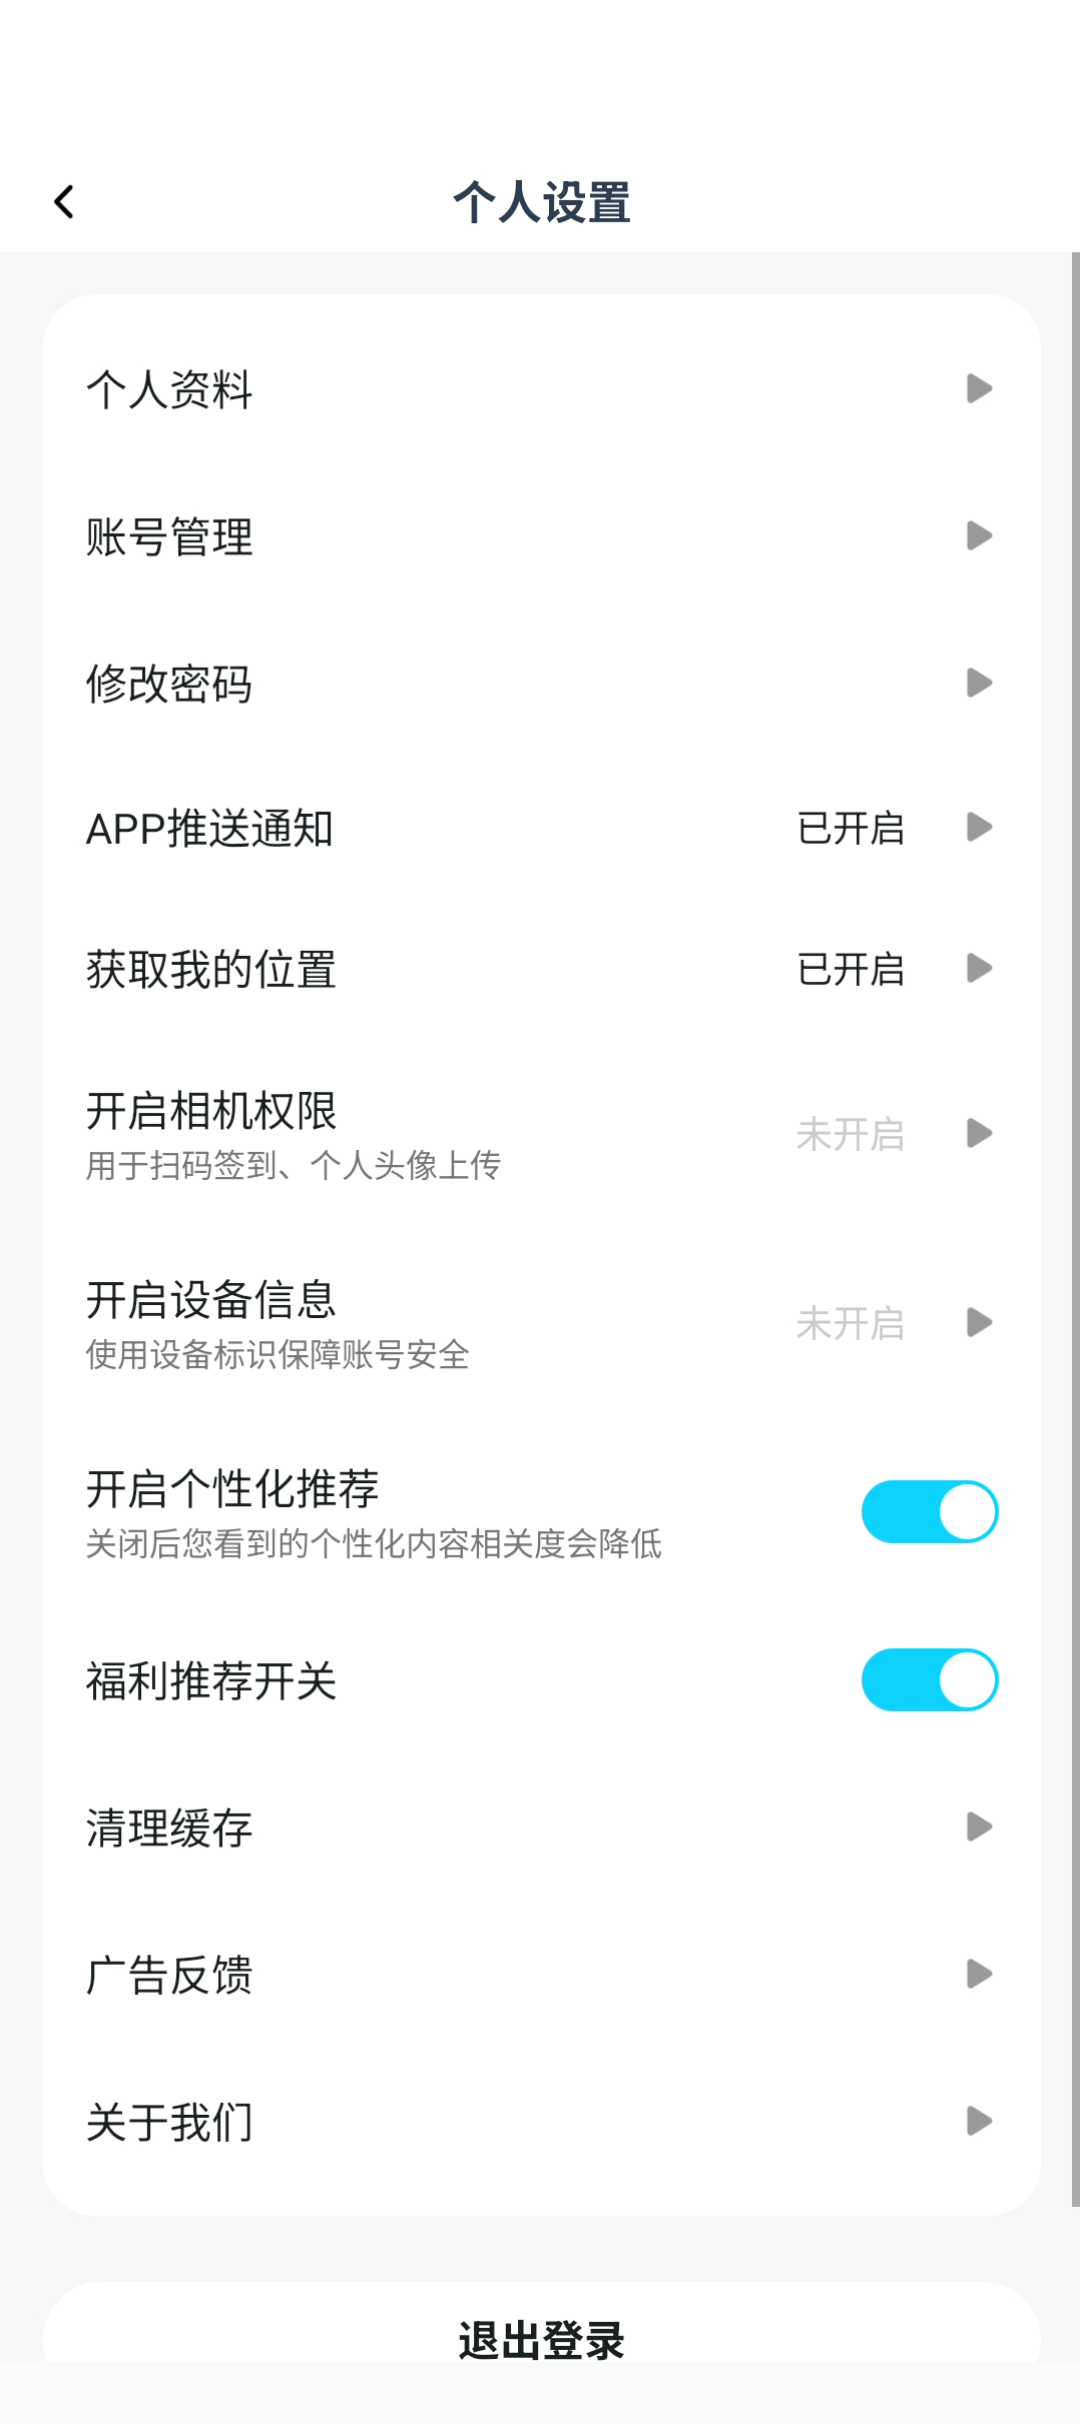 个人设置
个人资料
账号管理
修改密码
APP推送通知 已开启
获取我的位置 已开启
开启相机权限
用于扫码签到、个人头像上传 未开启
开启设备信息
使用设备标识保障账号安全 未开启
开启个性化推荐
关闭后您看到的个性化内容相关度会降低
福利推荐开关
清理缓存
广告反馈
关于我们
退出登录